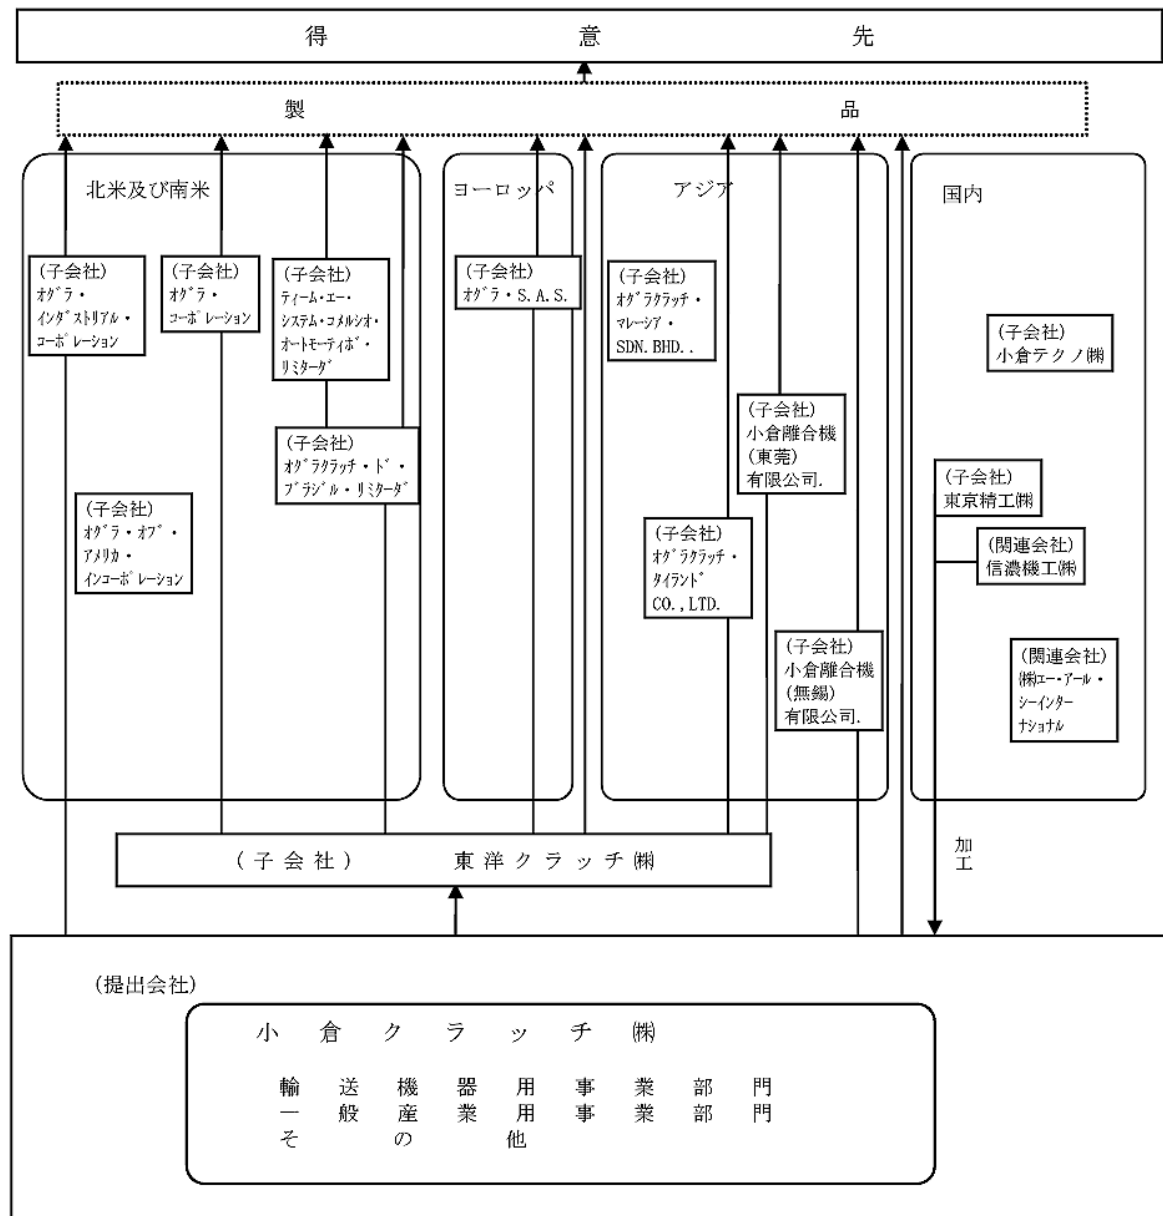 得意先
製品
北米及び南米
(子会社)
ｵｸﾞﾗ・
ｲﾝﾀﾞｽﾄﾘｱﾙ・
ｺｰﾎﾟﾚｰｼｮﾝ
(子会社)
ｵｸﾞﾗ・
ｺｰﾎﾟﾚｰｼｮﾝ
(子会社)
ﾃｨｰﾑ・ｴｰ・
ｼｽﾃﾑ・ｺﾒﾙｼｵ・
ｵｰﾄﾓｰﾃｨﾎﾞ・
ﾘﾐﾀｰﾀﾞ
(子会社)
ｵｸﾞﾗｸﾗｯﾁ・ﾄﾞ・
ﾌﾞﾗｼﾞﾙ・ﾘﾐﾀｰﾀﾞ
(子会社)
ｵｸﾞﾗ・ｵﾌﾞ・
ｱﾒﾘｶ・
ｲﾝｺｰﾎﾟﾚｰｼｮﾝ
ヨーロッパ
(子会社)
ｵｸﾞﾗ・S.A.S.
アジア
(子会社)
ｵｸﾞﾗｸﾗｯﾁ・
ﾏﾚｰｼｱ・
SDN.BHD..
(子会社)
小倉離合機
(東莞)
有限公司.
(子会社)
ｵｸﾞﾗｸﾗｯﾁ・
ﾀｲﾗﾝﾄﾞ
CO.,LTD.
(子会社)
小倉離合機
(無錫)
有限公司.
国内
(子会社)
小倉テクノ㈱
(子会社)
東京精工㈱
(関連会社)
信濃機工㈱
(関連会社)
㈱ｴｰ・ｱｰﾙ・
ｼｰｲﾝﾀｰ
ﾅｼｮﾅﾙ
(子会社) 東洋クラッチ㈱
加工
(提出会社)
小倉クラッチ㈱
輸送機器用事業部門
一般産業用事業部門
その他